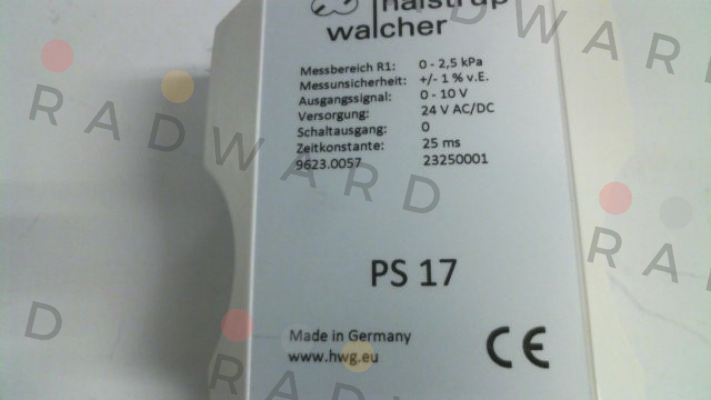 halstrup
walcher
Messbereich R1: 0 - 2,5 kPa
Messunsicherheit: +/- 1 % v.E.
Ausgangssignal: 0 - 10 V
Versorgung: 24 V AC/DC
Schaltausgang: 0
Zeitkonstante: 25 ms
9623.0057 23250001
PS 17
Made in Germany
www.hwg.eu
CE
RADWARD